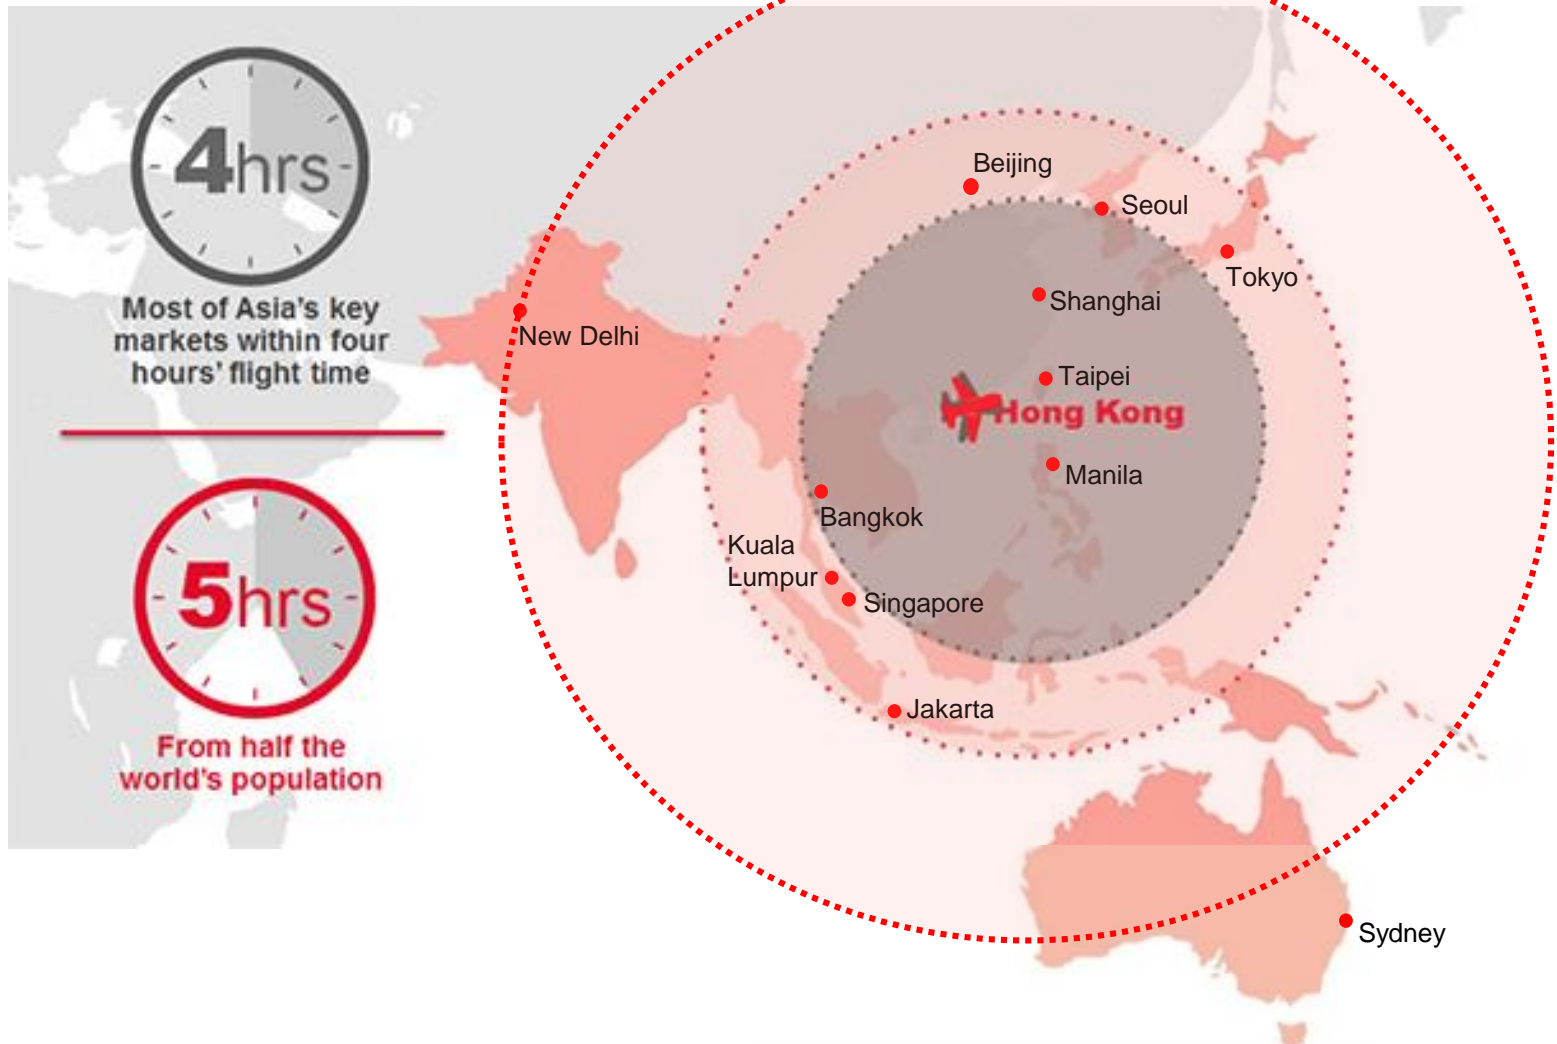 4hrs
Most of Asia's key
markets within four
hours' flight time
5hrs
From half the
world's population
Beijing
Seoul
Tokyo
Shanghai
New Delhi
Taipei
Hong Kong
Manila
Bangkok
Kuala
Lumpur
Singapore
Jakarta
Sydney